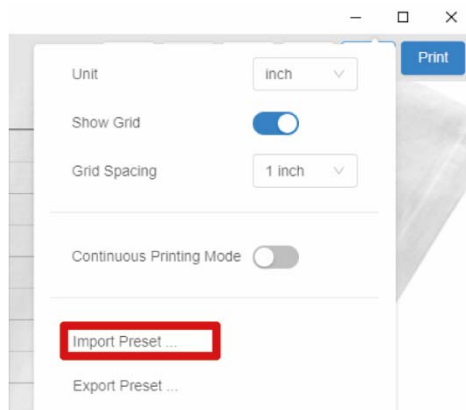 Print
Unit
inch
Show Grid
Grid Spacing
1 inch
Continuous Printing Mode
Import Preset ...
Export Preset ...